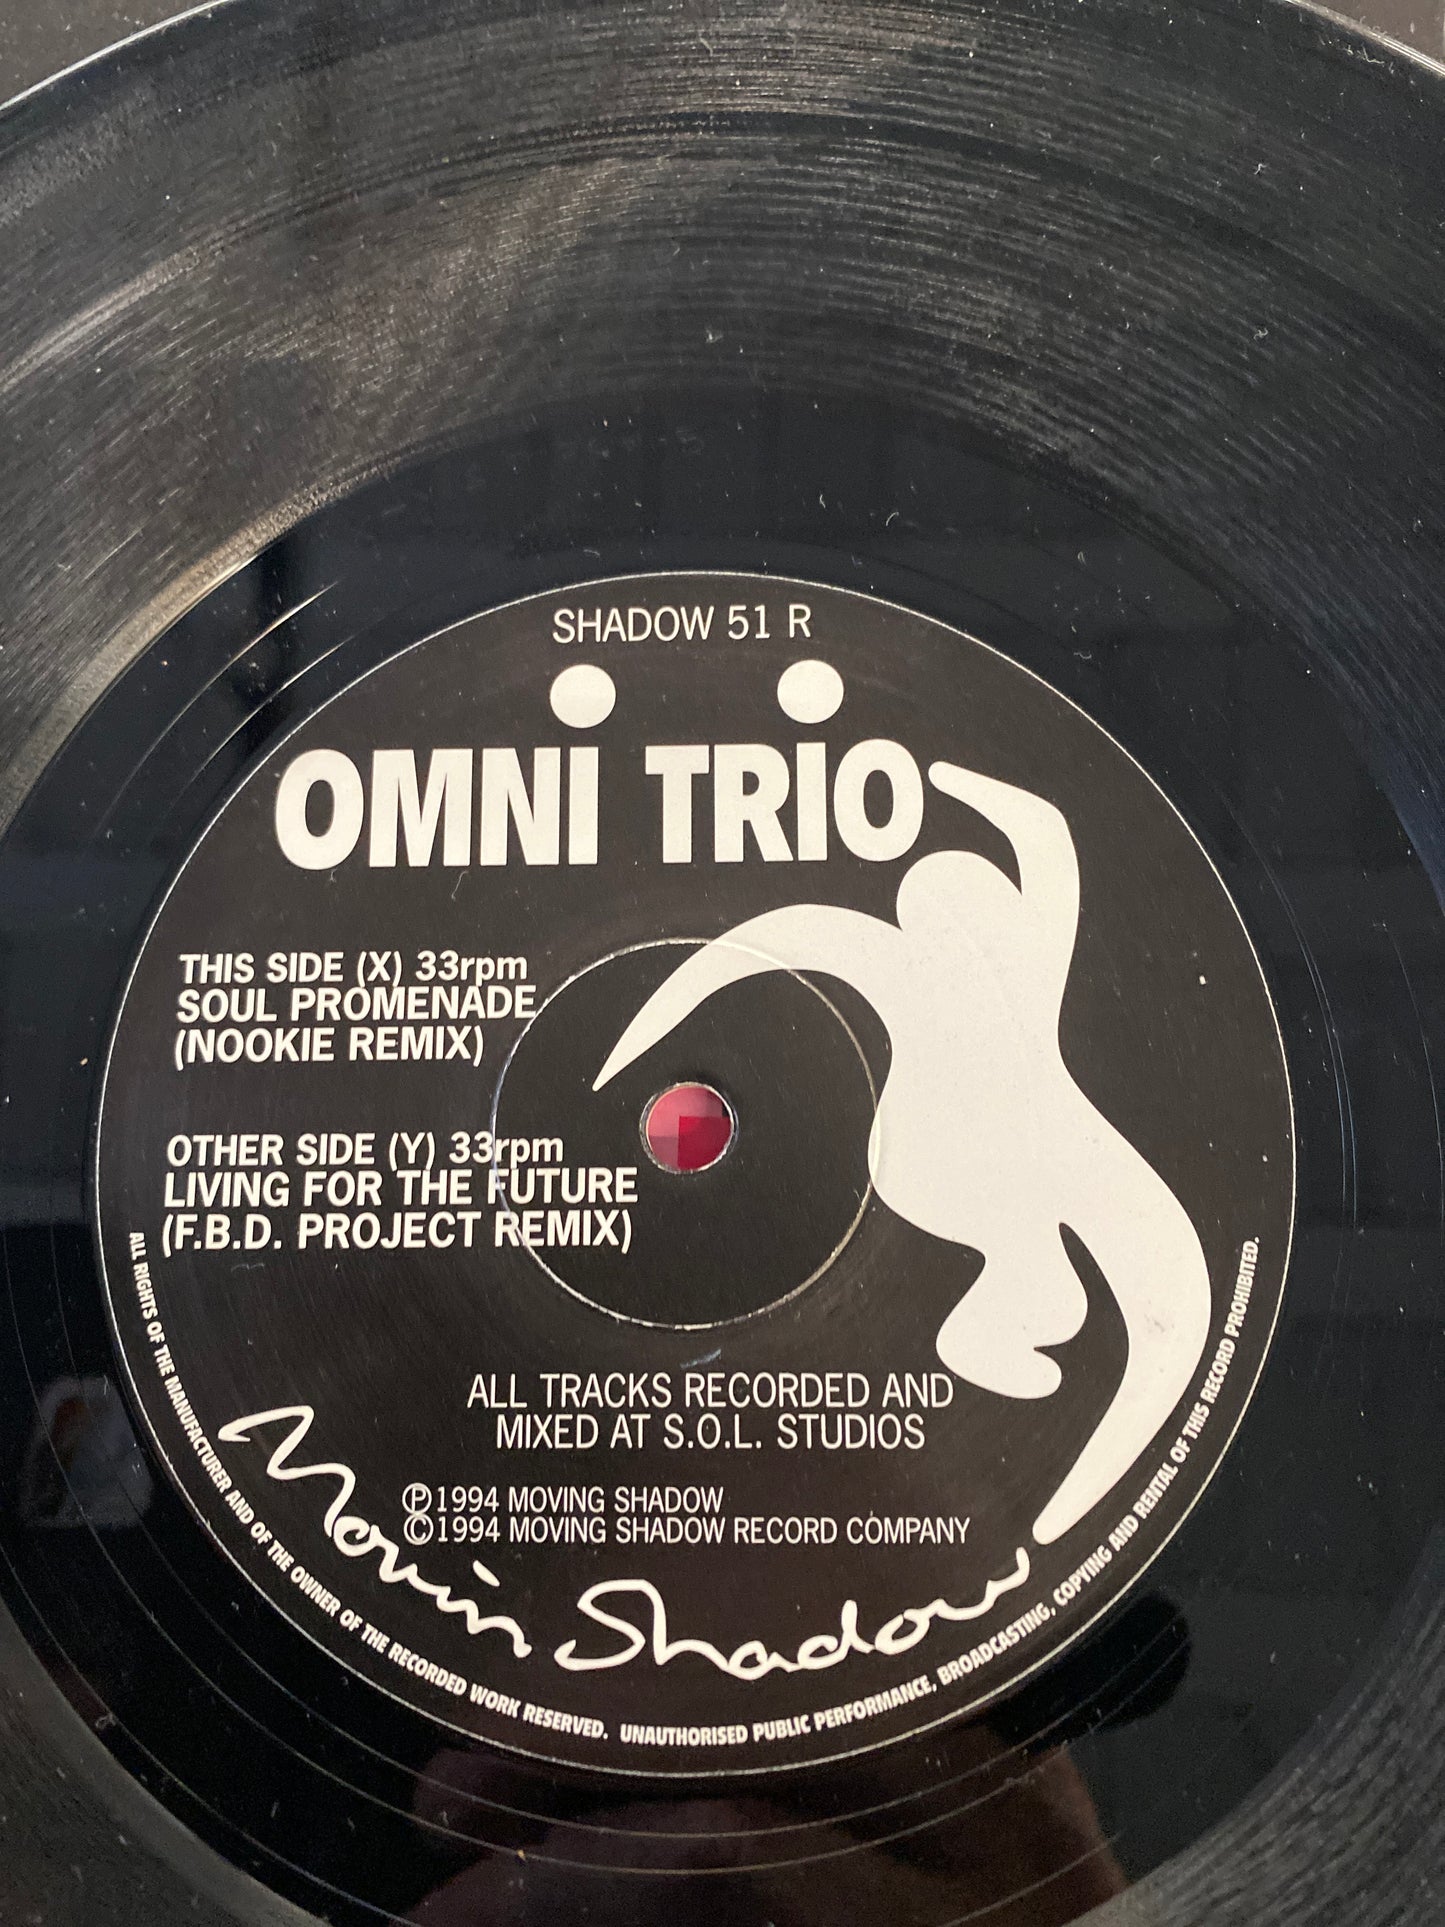 SHADOW 51 R
OMNI TRIO
THIS SIDE (X) 33rpm
SOUL PROMENADE
(NOOKIE REMIX)
OTHER SIDE (Y) 33rpm
LIVING FOR THE FUTURE
(F.B.D. PROJECT REMIX)
ALL TRACKS RECORDED AND
MIXED AT S.O.L. STUDIOS
Ⓟ1994 MOVING SHADOW
©1994 MOVING SHADOW RECORD COMPANY
Movin Shadow
ALL RIGHTS OF THE MANUFACTURER AND OF THE OWNER OF THE RECORDED WORK RESERVED. UNAUTHORISED PUBLIC PERFORMANCE, BROADCASTING, COPYING AND RENTAL OF THIS RECORD PROHIBITED.